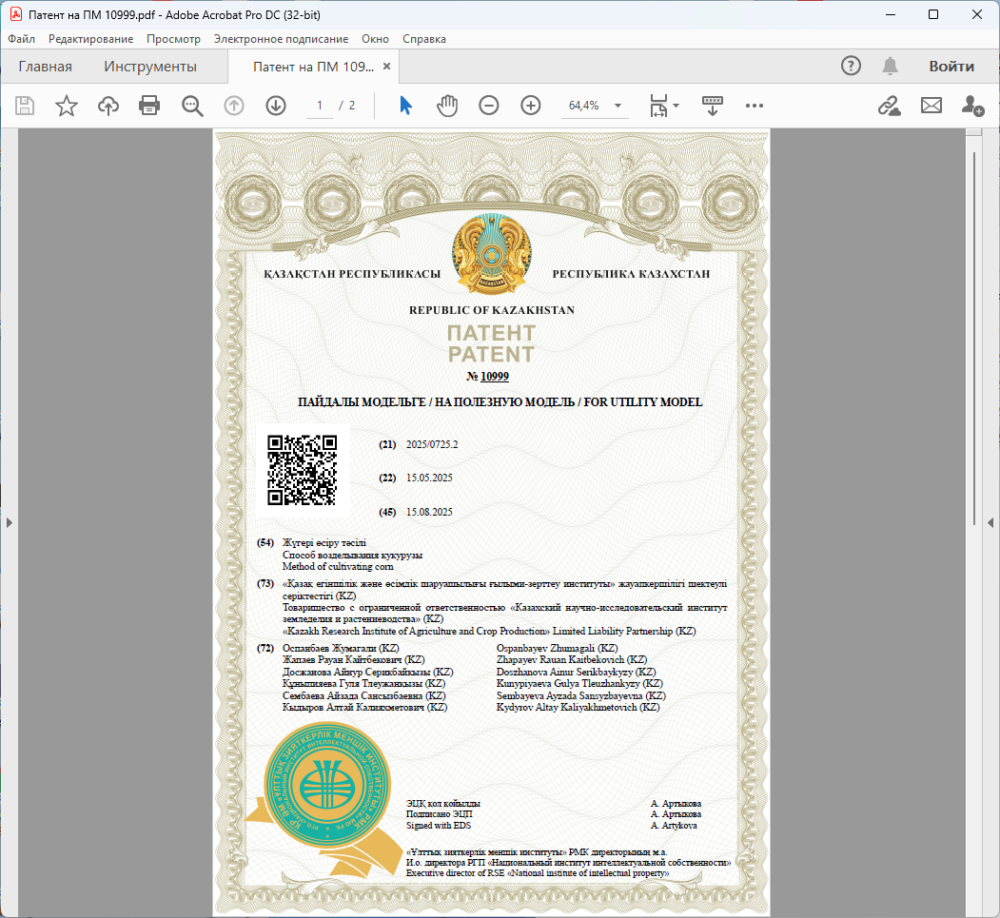 Патент на ПМ 10999.pdf - Adobe Acrobat Pro DC (32-bit)
Файл Редактирование Просмотр Электронное подписание Окно Справка
Главная Инструменты Патент на ПМ 109... × Войти
1 / 2 64,4%
ҚАЗАҚСТАН РЕСПУБЛИКАСЫ РЕСПУБЛИКА КАЗАХСТАН
REPUBLIC OF KAZAKHSTAN
ПАТЕНТ
PATENT
№ 10999
ПАЙДАЛЫ МОДЕЛЬГЕ / НА ПОЛЕЗНУЮ МОДЕЛЬ / FOR UTILITY MODEL
(21) 2025/0725.2
(22) 15.05.2025
(45) 15.08.2025
(54) Жүгері өсіру тәсілі
Способ возделывания кукурузы
Method of cultivating corn
(73) «Қазақ егіншілік және өсімдік шаруашылығы ғылыми-зерттеу институты» жауапкершілігі шектеулі
серіктестігі (KZ)
Товарищество с ограниченной ответственностью «Казахский научно-исследовательский институт
земледелия и растениеводства» (KZ)
«Kazakh Research Institute of Agriculture and Crop Production» Limited Liability Partnership (KZ)
(72) Оспанбаев Жумагали (KZ) Ospanbayev Zhumagali (KZ)
Жапаев Рауан Кайтбекович (KZ) Zhapayev Rauan Kaitbekovich (KZ)
Досжанова Айнур Серикбайкызы (KZ) Doszhanova Ainur Serikbaykyzy (KZ)
Құныпияева Гуля Тлеужанкызы (KZ) Kunypiyaeva Gulya Tleuzhankyzy (KZ)
Сембаева Айзада Сансызбаевна (KZ) Sembayeva Ayzada Sansyzbayevna (KZ)
Кыдыров Алтай Калияхметович (KZ) Kydyrov Altay Kaliyakhmetovich (KZ)
ЭЦҚ қол қойылды А. Артыкова
Подписано ЭЦП А. Артыкова
Signed with EDS A. Artykova
«Ұлттық зияткерлік меншік институты» РМК директорының м.а.
И.о. директора РГП «Национальный институт интеллектуальной собственности»
Executive director of RSE «National institute of intellectual property»